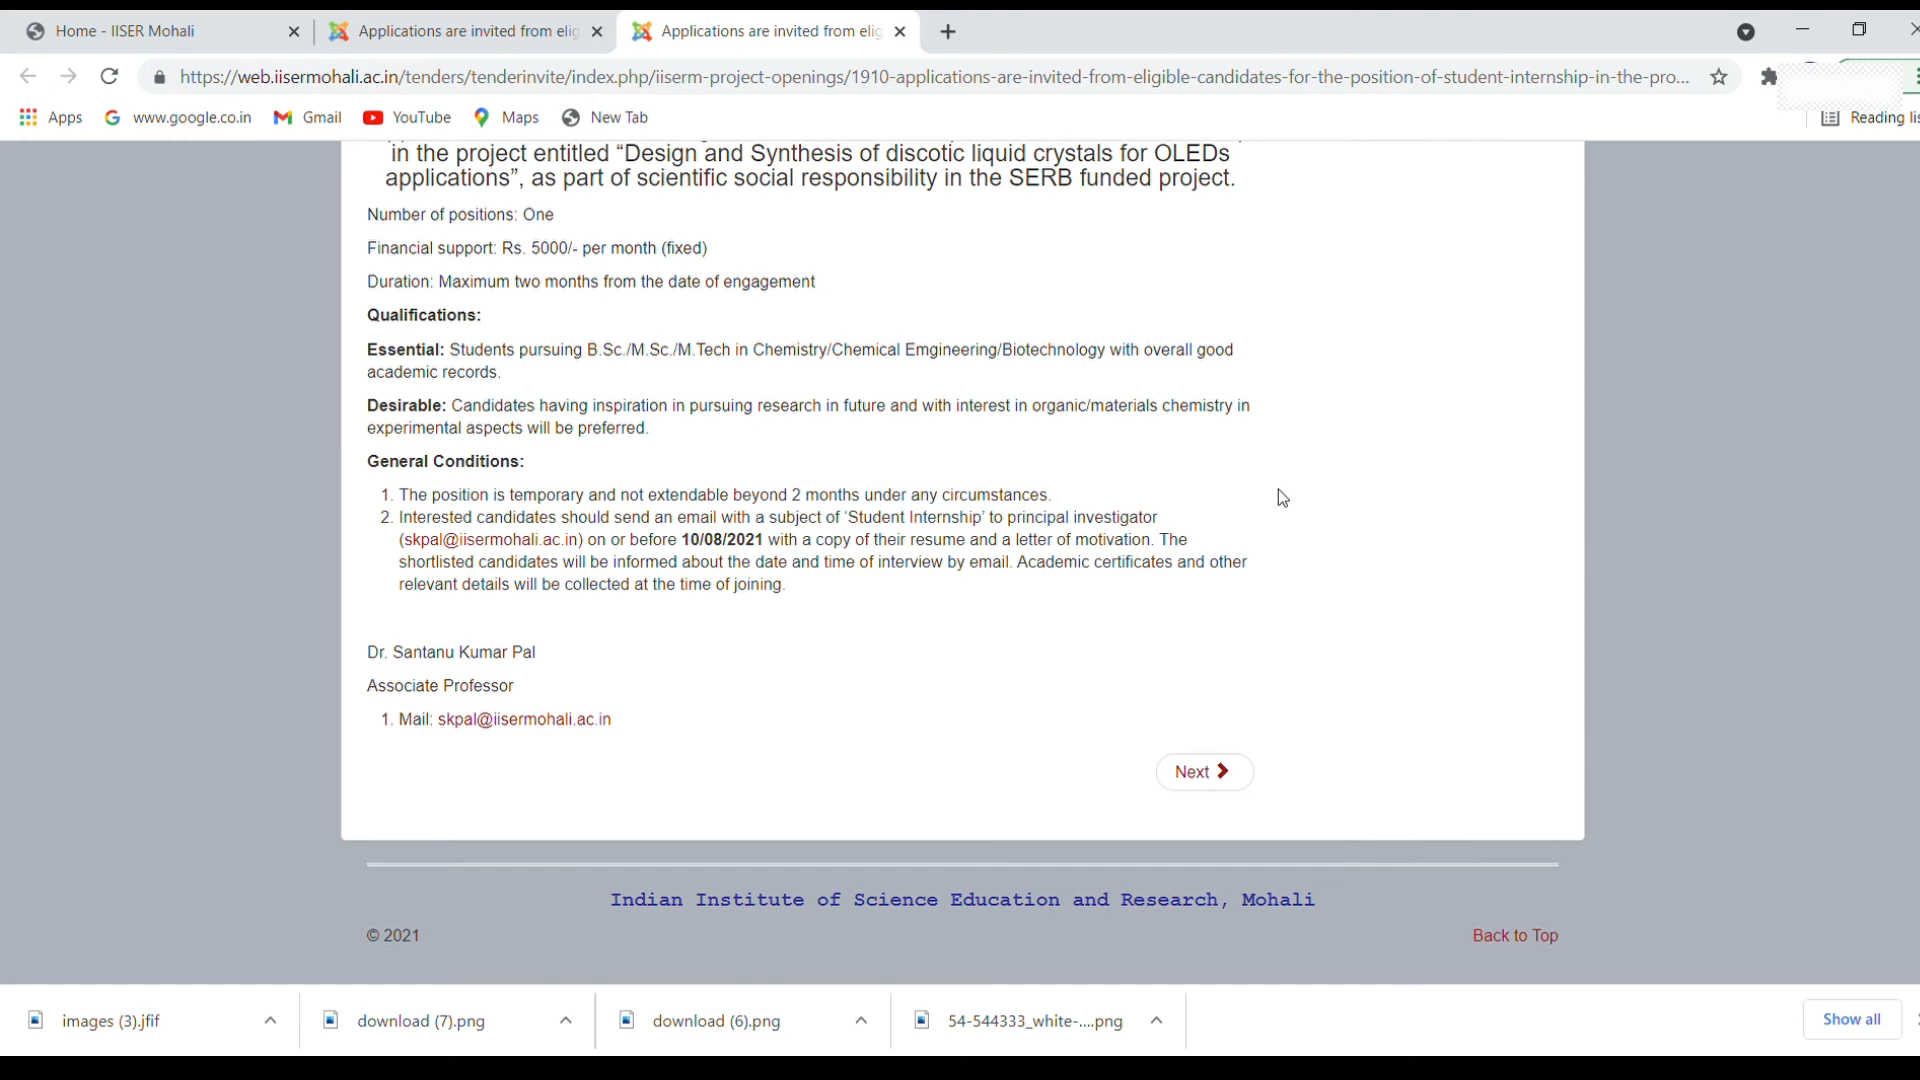 Home - IISER Mohali
Applications are invited from elig
Applications are invited from elig
https://web.iisermohali.ac.in/tenders/tenderinvite/index.php/iiserm-project-openings/1910-applications-are-invited-from-eligible-candidates-for-the-position-of-student-internship-in-the-pro...
Apps
www.google.co.in
Gmail
YouTube
Maps
New Tab
Reading lis
in the project entitled “Design and Synthesis of discotic liquid crystals for OLEDs
applications”, as part of scientific social responsibility in the SERB funded project.
Number of positions: One
Financial support: Rs. 5000/- per month (fixed)
Duration: Maximum two months from the date of engagement
Qualifications:
Essential: Students pursuing B.Sc./M.Sc./M.Tech in Chemistry/Chemical Emgineering/Biotechnology with overall good
academic records.
Desirable: Candidates having inspiration in pursuing research in future and with interest in organic/materials chemistry in
experimental aspects will be preferred.
General Conditions:
1. The position is temporary and not extendable beyond 2 months under any circumstances.
2. Interested candidates should send an email with a subject of ‘Student Internship’ to principal investigator
(skpal@iisermohali.ac.in) on or before 10/08/2021 with a copy of their resume and a letter of motivation. The
shortlisted candidates will be informed about the date and time of interview by email. Academic certificates and other
relevant details will be collected at the time of joining.
Dr. Santanu Kumar Pal
Associate Professor
1. Mail: skpal@iisermohali.ac.in
Next
Indian Institute of Science Education and Research, Mohali
© 2021
Back to Top
images (3).jfif
download (7).png
download (6).png
54-544333_white-....png
Show all